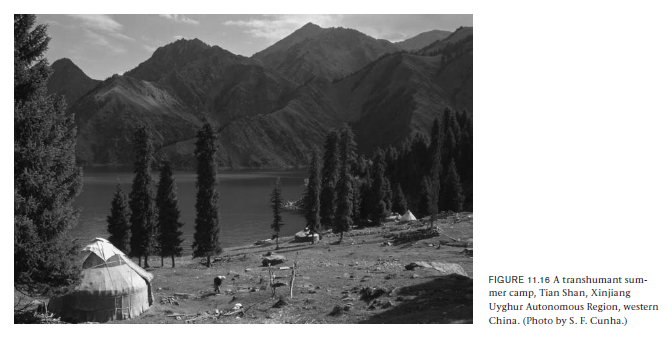 FIGURE 11.16 A transhumant sum-
mer camp, Tian Shan, Xinjiang
Uyghur Autonomous Region, western
China. (Photo by S. F. Cunha.)